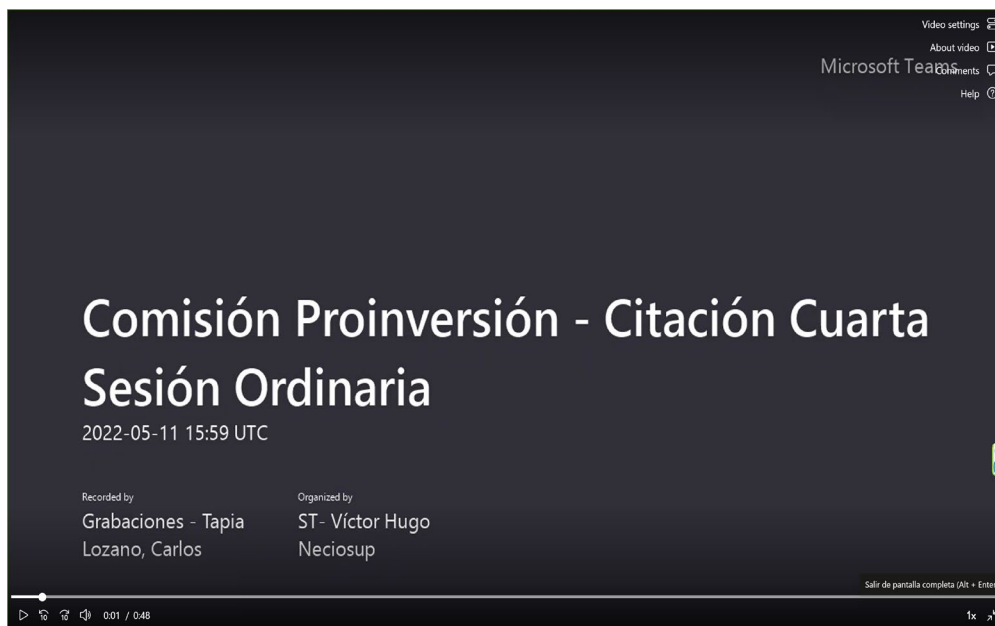 Video settings
About video
Microsoft Teams
Comments
Help
Comisión Proinversión - Citación Cuarta
Sesión Ordinaria
2022-05-11 15:59 UTC
Recorded by
Grabaciones - Tapia
Lozano, Carlos
Organized by
ST- Víctor Hugo
Neciosup
Salir de pantalla completa (Alt + Enter
10
10
0:01 / 0:48
1x